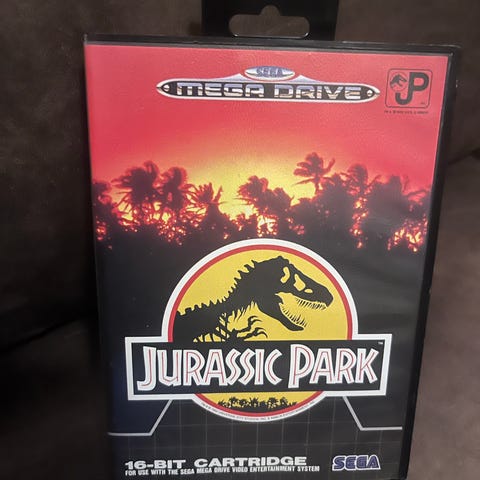 SEGA
MEGA DRIVE
JP
JURASSIC PARK
TM
16-BIT CARTRIDGE
FOR USE WITH THE SEGA MEGA DRIVE VIDEO ENTERTAINMENT SYSTEM
SEGA